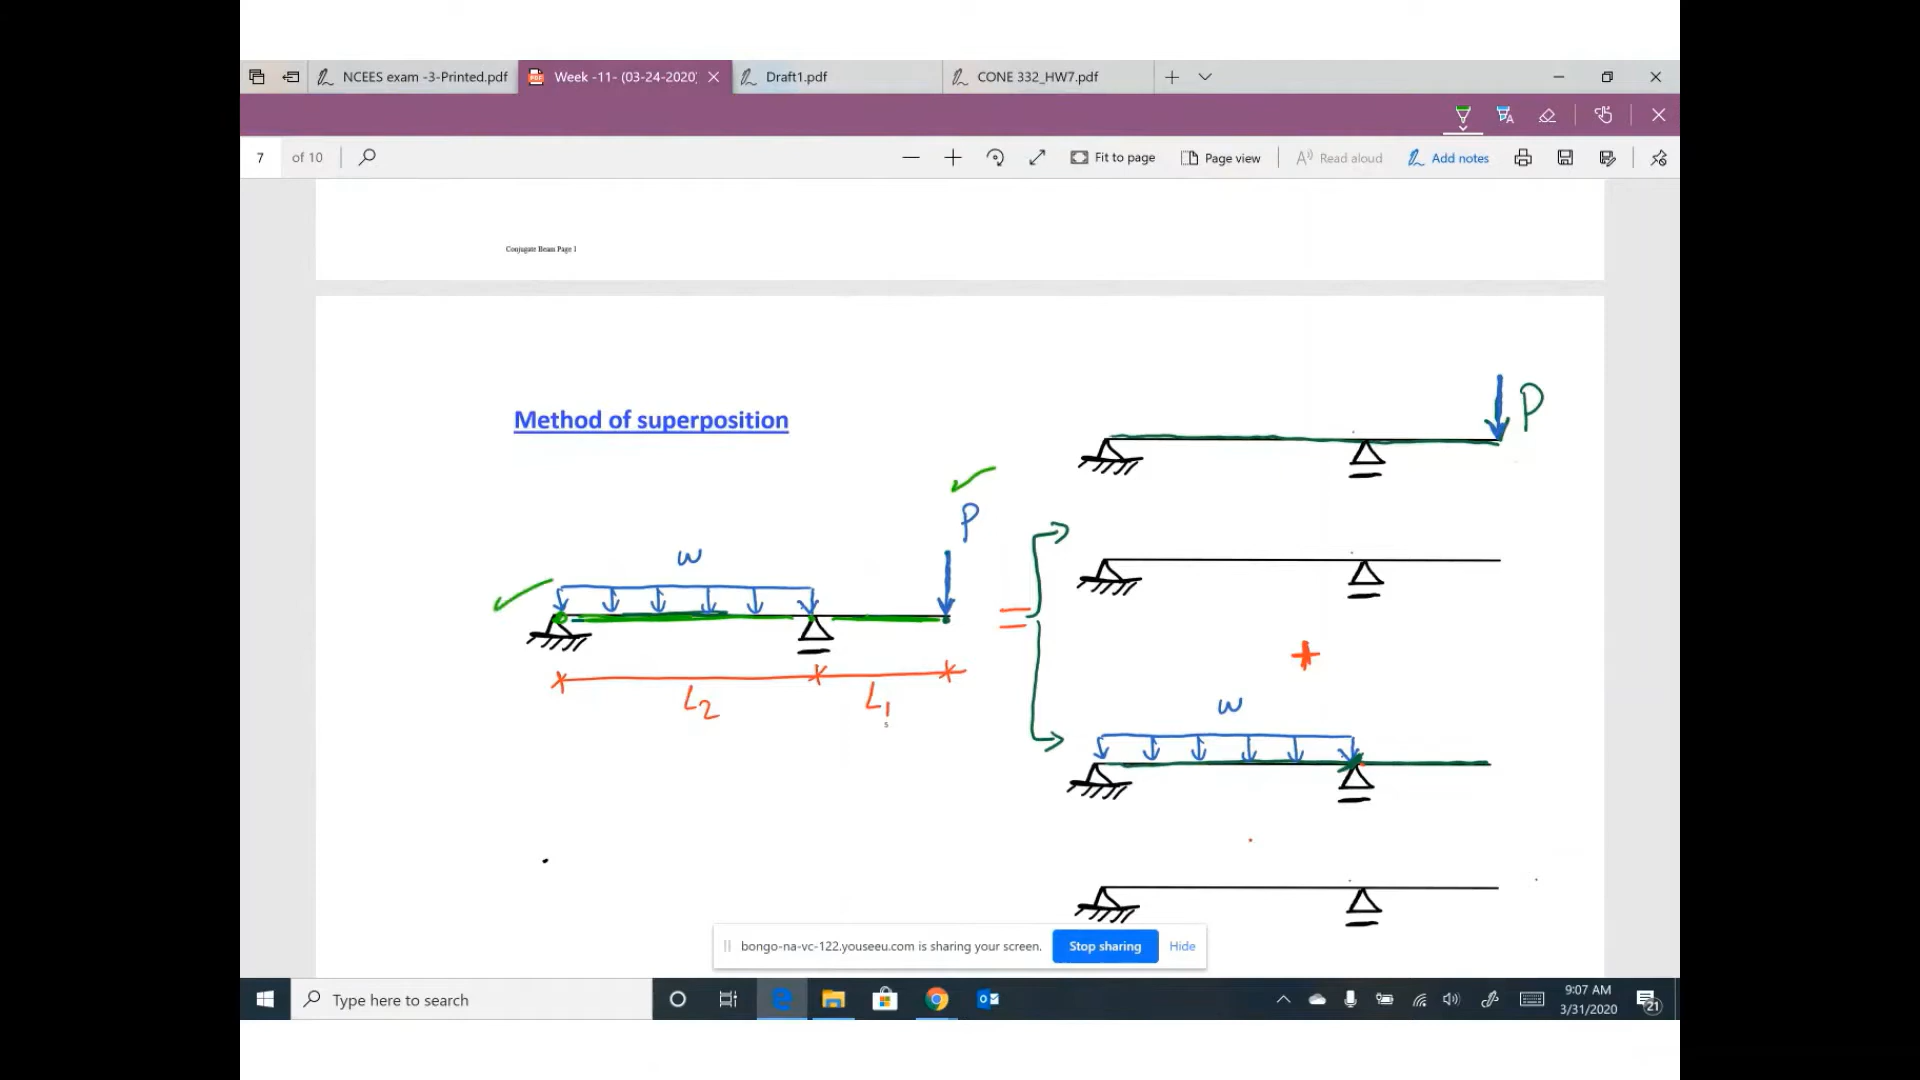 NCEES exam -3-Printed.pdf
Week -11- (03-24-2020)
Draft1.pdf
CONE 332_HW7.pdf
7 of 10
Fit to page
Page view
Read aloud
Add notes
Conjugate Beam Page 1
Method of superposition
P
P
w
L2
L1
w
bongo-na-vc-122.youseeu.com is sharing your screen.
Stop sharing
Hide
Type here to search
9:07 AM
3/31/2020
21